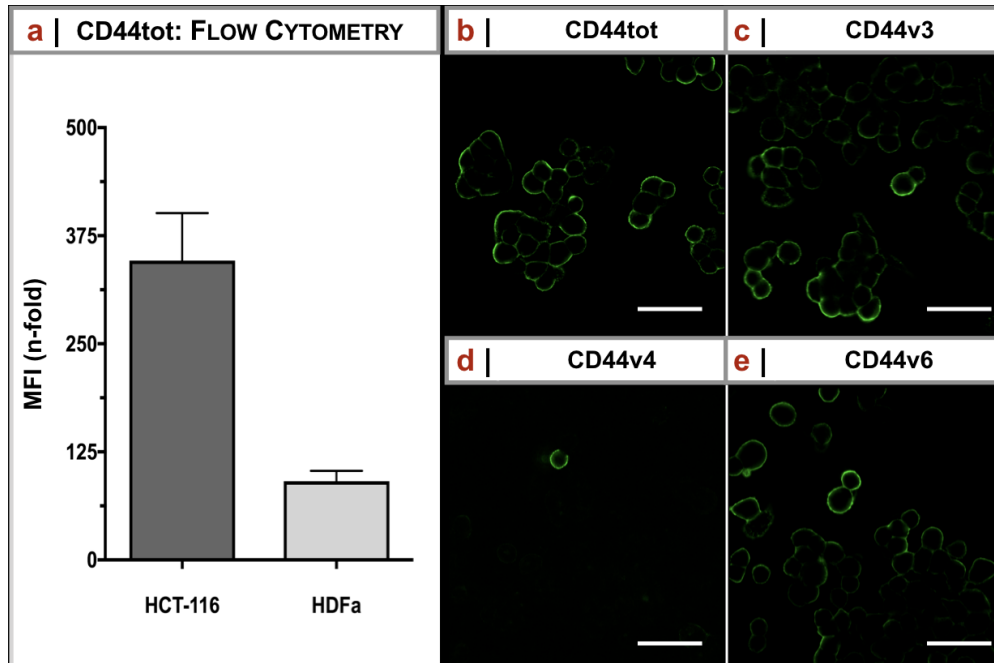 a | CD44tot: FLOW CYTOMETRY
500
375
250
125
0
MFI (n-fold)
HCT-116
HDFa
b | CD44tot
c | CD44v3
d | CD44v4
e | CD44v6